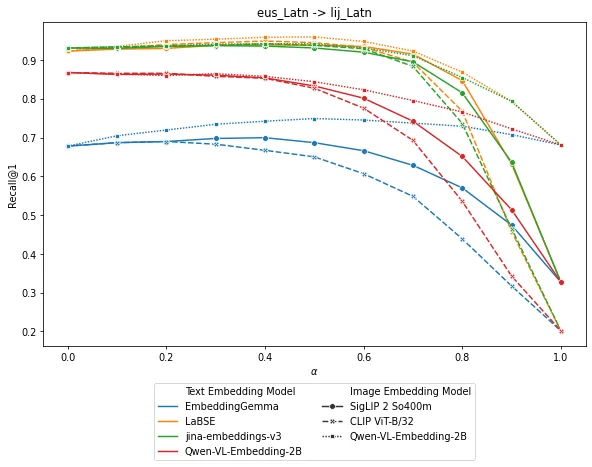 eus_Latn -> lij_Latn
Recall@1
0.9
0.8
0.7
0.6
0.5
0.4
0.3
0.2
0.0 0.2 0.4 0.6 0.8 1.0
α
Text Embedding Model
EmbeddingGemma
LaBSE
jina-embeddings-v3
Qwen-VL-Embedding-2B
Image Embedding Model
SigLIP 2 So400m
CLIP ViT-B/32
Qwen-VL-Embedding-2B